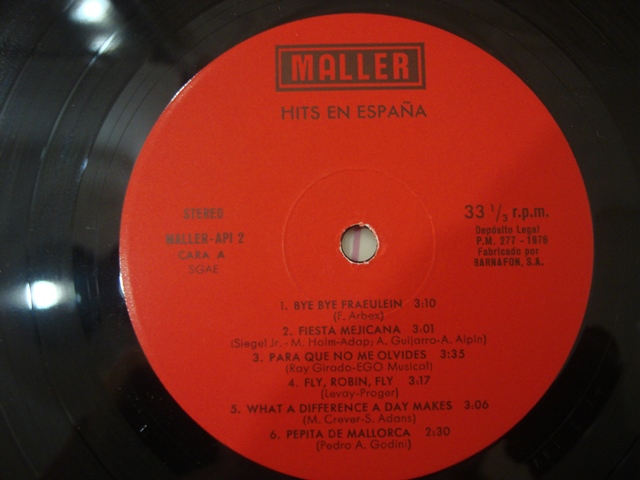 MALLER
HITS EN ESPAÑA
STEREO
MALLER-API 2
CARA A
SGAE
33 1/3 r.p.m.
Depósito Legal
P.M. 277 - 1976
Fabricado por
BARNAFON, S.A.
1. BYE BYE FRAEULEIN 3:10
(F. Arbex)
2. FIESTA MEJICANA 3:01
(Siegel Jr. - M. Holm-Adap; A. Guijarro-A. Alpin)
3. PARA QUE NO ME OLVIDES 3:35
(Ray Girado-EGO Musical)
4. FLY, ROBIN, FLY 3:17
(Levay-Proger)
5. WHAT A DIFFERENCE A DAY MAKES 3:06
(M. Crever-S. Adans)
6. PEPITA DE MALLORCA 2:30
(Pedro A. Godini)